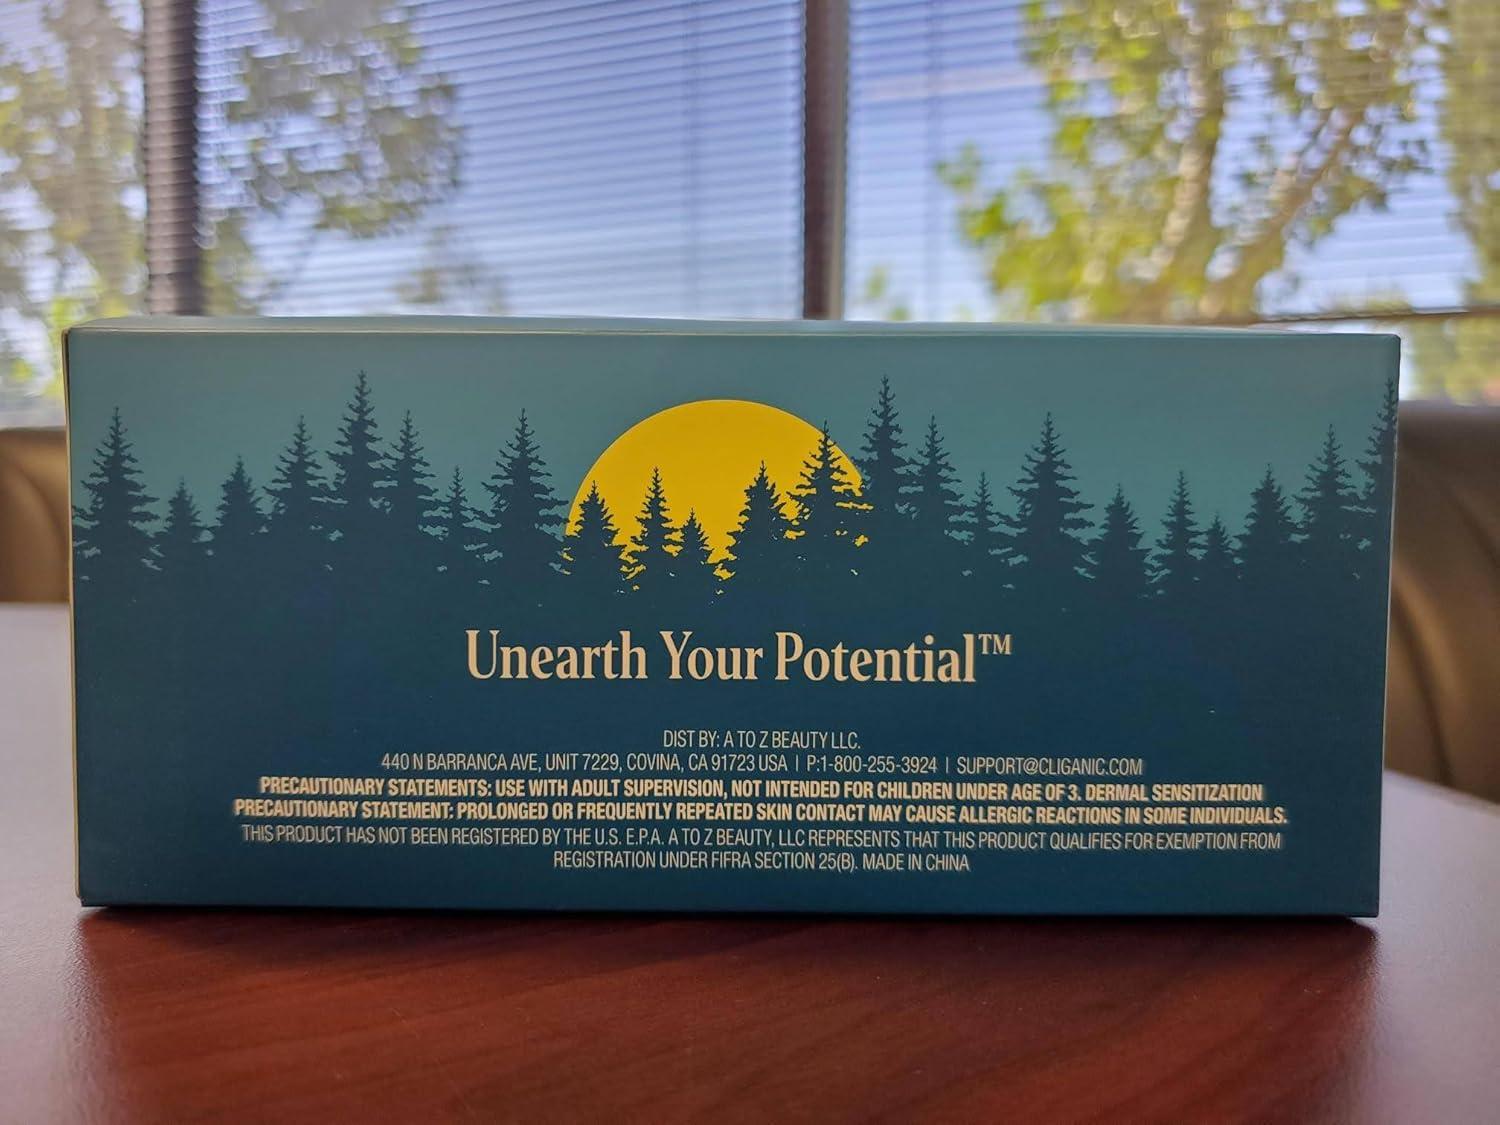 Unearth Your Potential™
DIST BY: A TO Z BEAUTY LLC.
440 N BARRANCA AVE, UNIT 7229, COVINA, CA 91723 USA | P:1-800-255-3924 | SUPPORT@CLIGANIC.COM
PRECAUTIONARY STATEMENTS: USE WITH ADULT SUPERVISION, NOT INTENDED FOR CHILDREN UNDER AGE OF 3. DERMAL SENSITIZATION
PRECAUTIONARY STATEMENT: PROLONGED OR FREQUENTLY REPEATED SKIN CONTACT MAY CAUSE ALLERGIC REACTIONS IN SOME INDIVIDUALS.
THIS PRODUCT HAS NOT BEEN REGISTERED BY THE U.S. E.P.A. A TO Z BEAUTY, LLC REPRESENTS THAT THIS PRODUCT QUALIFIES FOR EXEMPTION FROM
REGISTRATION UNDER FIFRA SECTION 25(B). MADE IN CHINA